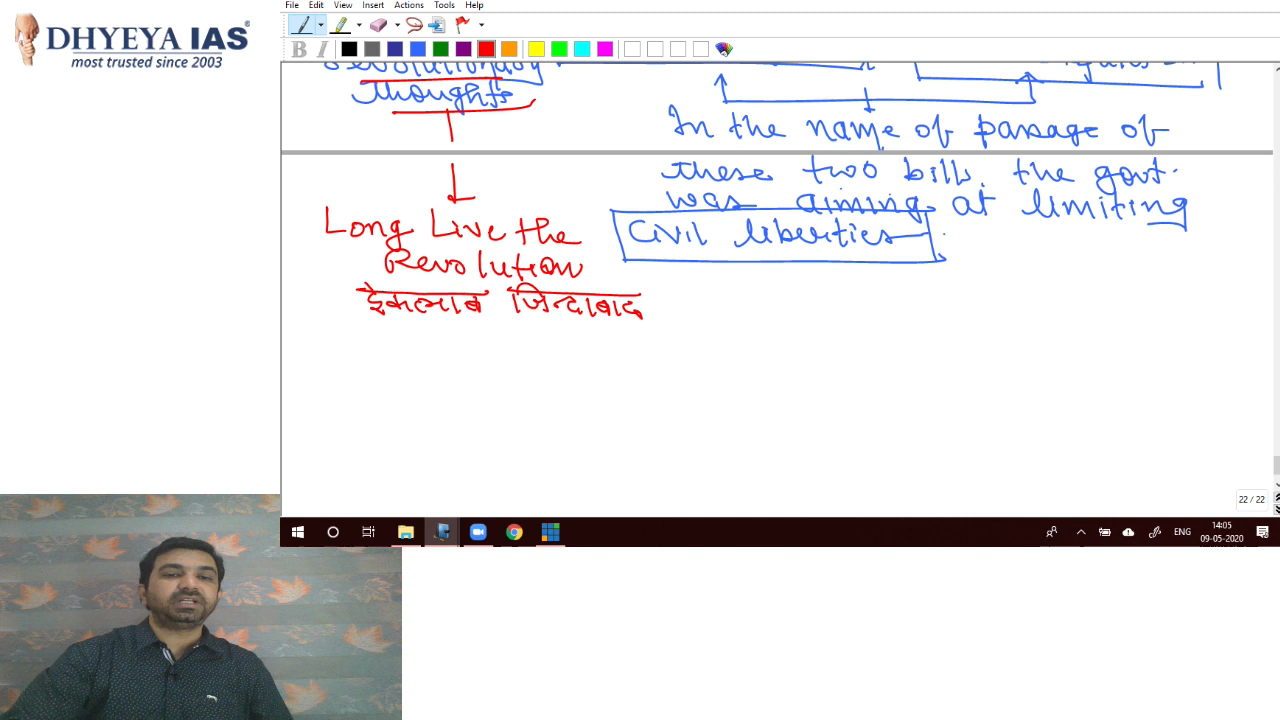 DHYEYA IAS®
most trusted since 2003
File Edit View Insert Actions Tools Help
B I
revolutionary
thoughts
Long Live the
Revolution
इंकलाब जिन्दाबाद
In the name of passage of
these two bills, the govt.
was aiming at limiting
Civil liberties
22 / 22
ENG
14:05
09-05-2020